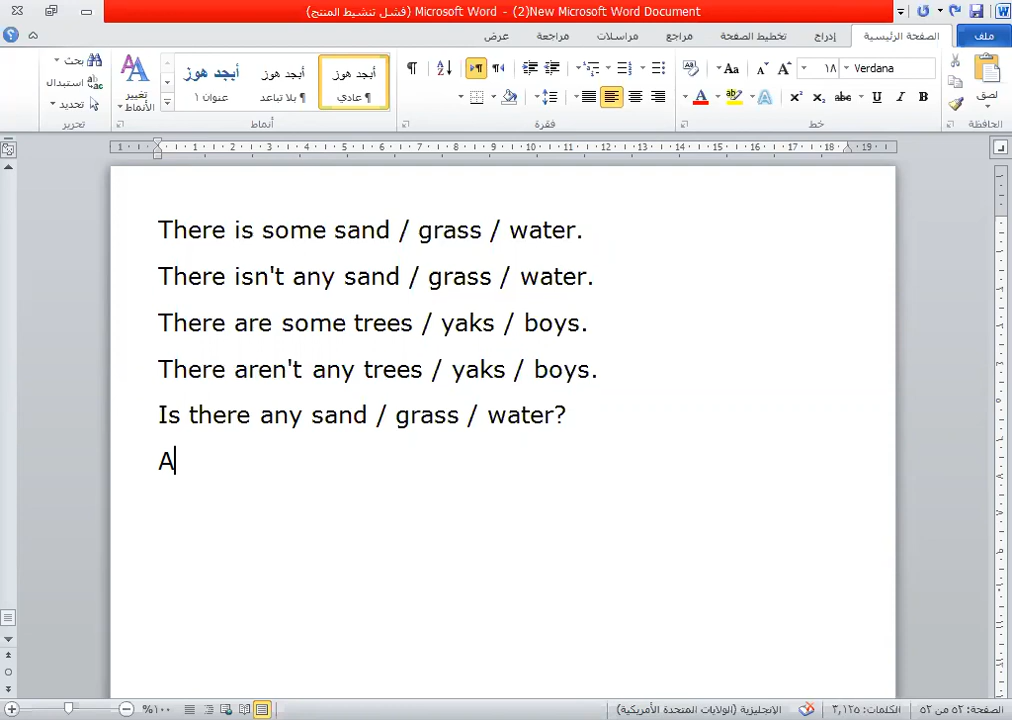 New Microsoft Word Document(2) - Microsoft Word (فشل تنشيط المنتج)
ملف الصفحة الرئيسية إدراج تخطيط الصفحة مراجع مراسلات مراجعة عرض
لصق
Verdana ١٨
أبجد هوز أبجد هوز أبجد هوز
¶ عادي ¶ بلا تباعد عنوان ١
تغيير الأنماط
بحث
استبدال
تحديد
الحافظة خط فقرة أنماط تحرير
There is some sand / grass / water.
There isn't any sand / grass / water.
There are some trees / yaks / boys.
There aren't any trees / yaks / boys.
Is there any sand / grass / water?
A
الصفحة: ٥٢ من ٥٢ الكلمات: ٣,١٢٥ الإنجليزية (الولايات المتحدة الأمريكية) ١٠٠%